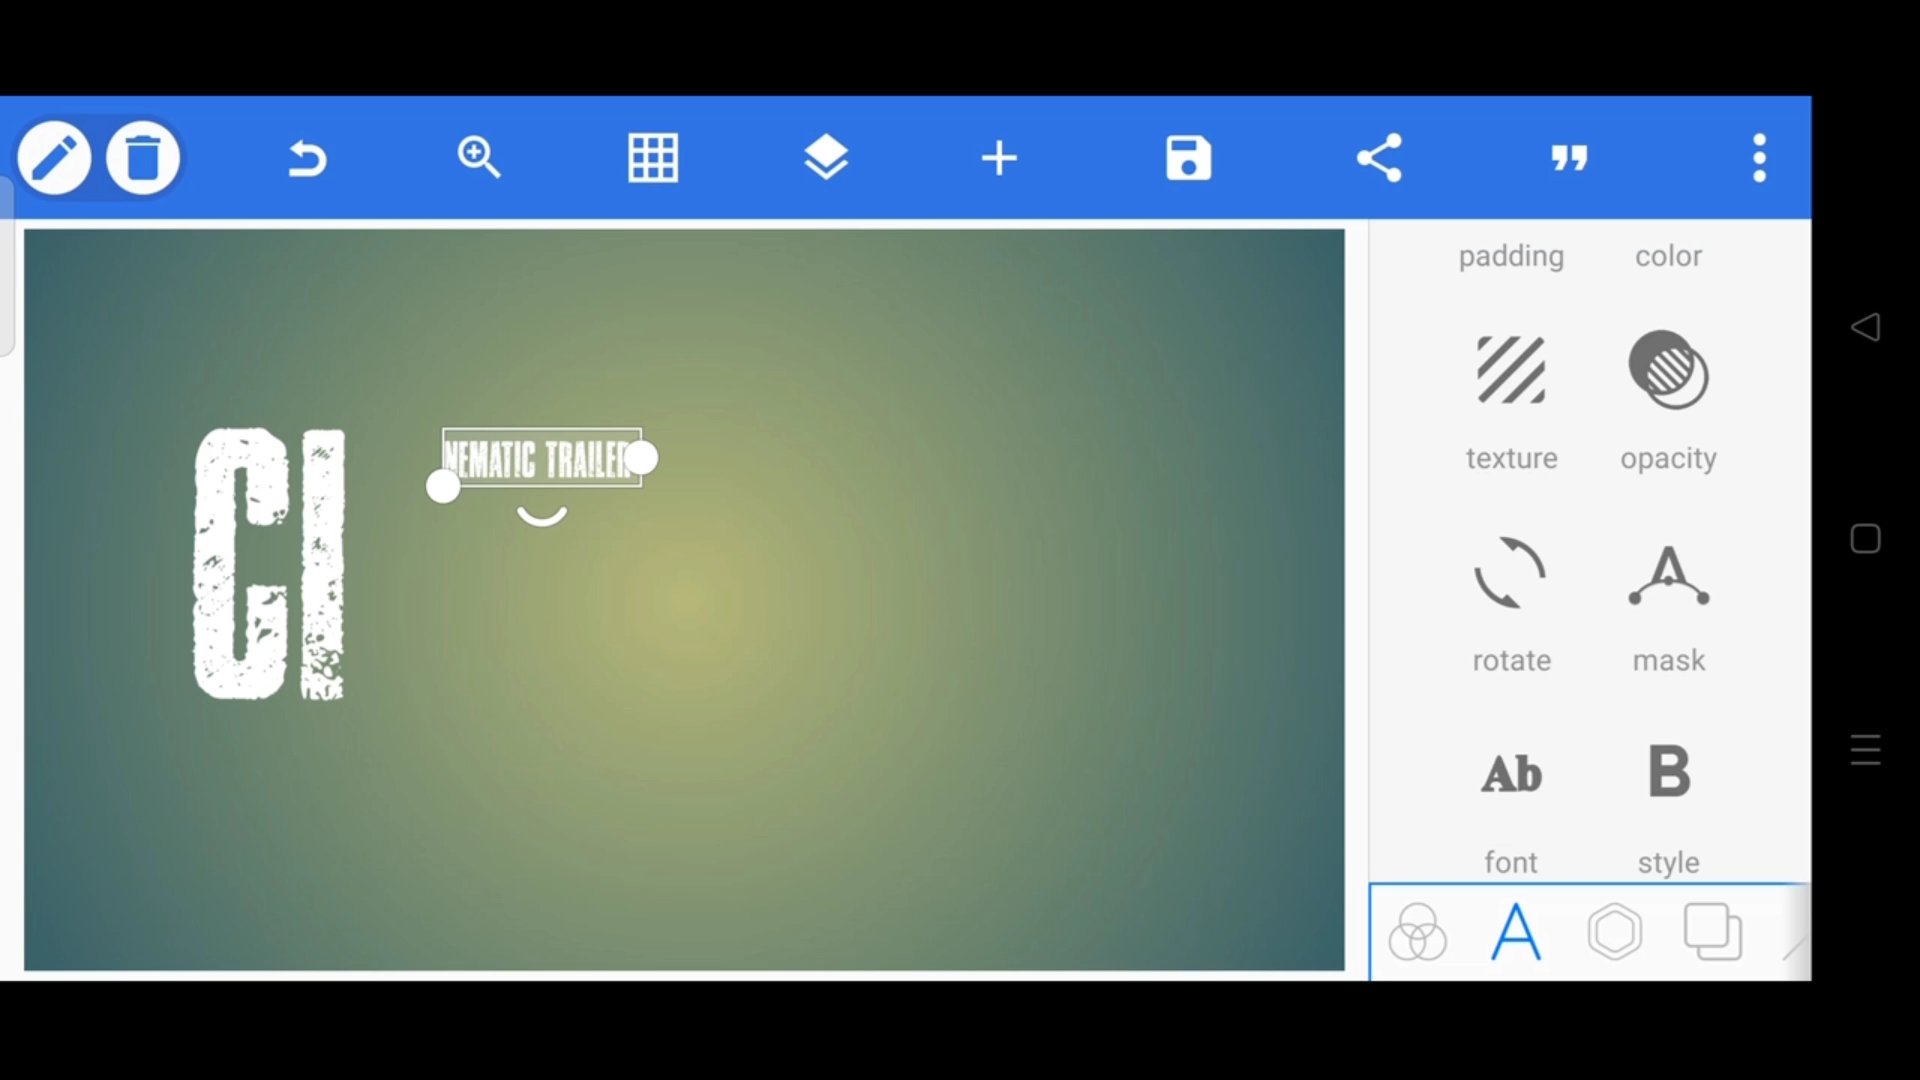 padding color
CI
NEMATIC TRAILER
texture opacity
rotate mask
Ab B
font style
A